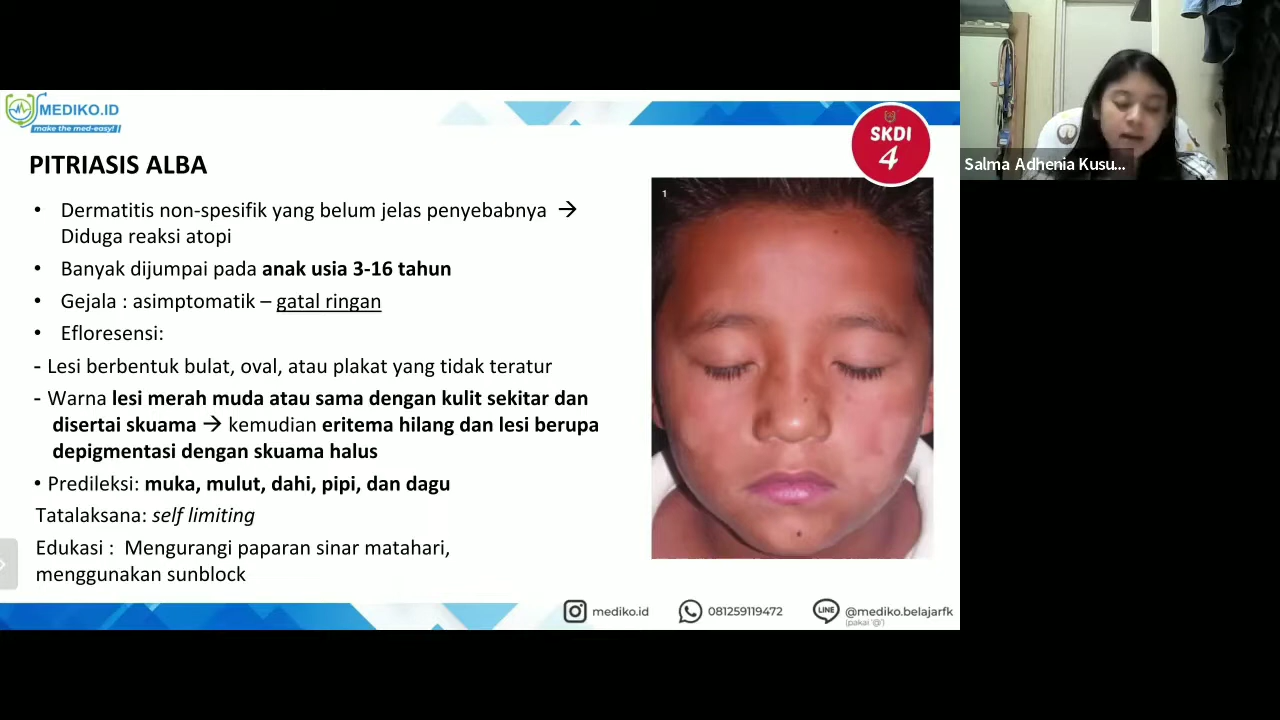 MEDIKO.ID
make the med-easy!
SKDI
4
PITRIASIS ALBA
• Dermatitis non-spesifik yang belum jelas penyebabnya →
Diduga reaksi atopi
• Banyak dijumpai pada anak usia 3-16 tahun
• Gejala : asimptomatik – gatal ringan
• Efloresensi:
- Lesi berbentuk bulat, oval, atau plakat yang tidak teratur
- Warna lesi merah muda atau sama dengan kulit sekitar dan
disertai skuama → kemudian eritema hilang dan lesi berupa
depigmentasi dengan skuama halus
• Predileksi: muka, mulut, dahi, pipi, dan dagu
Tatalaksana: self limiting
Edukasi : Mengurangi paparan sinar matahari,
menggunakan sunblock
1
mediko.id
081259119472
LINE
@mediko.belajarfk
(pakai '@')
Salma Adhenia Kusu...